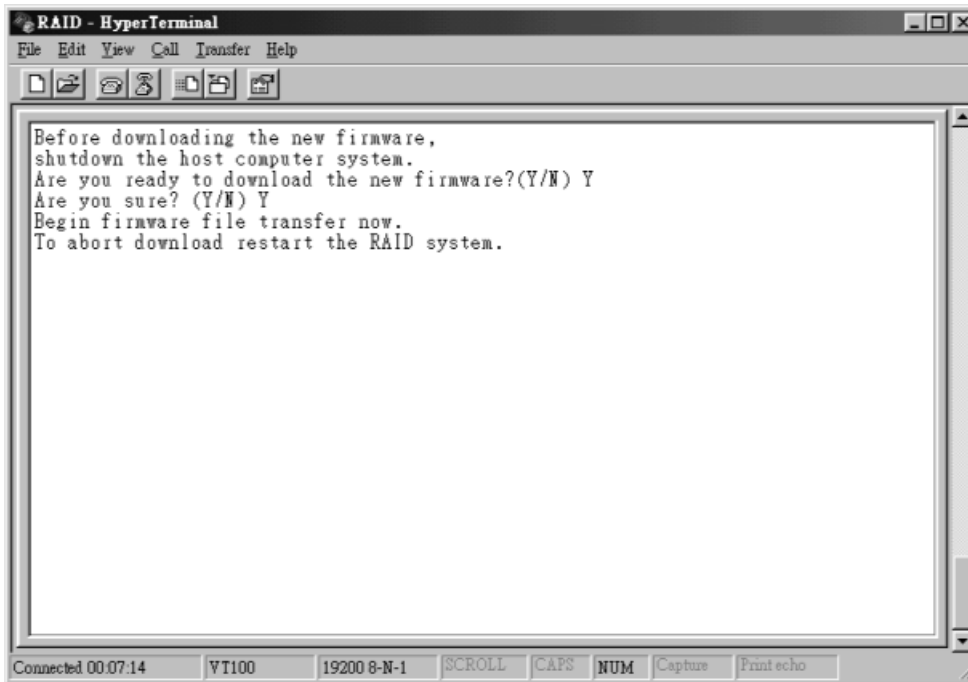 RAID - HyperTerminal
File Edit View Call Transfer Help
Before downloading the new firmware,
shutdown the host computer system.
Are you ready to download the new firmware?(Y/N) Y
Are you sure? (Y/N) Y
Begin firmware file transfer now.
To abort download restart the RAID system.
Connected 00:07:14 VT100 19200 8-N-1 SCROLL CAPS NUM Capture Print echo